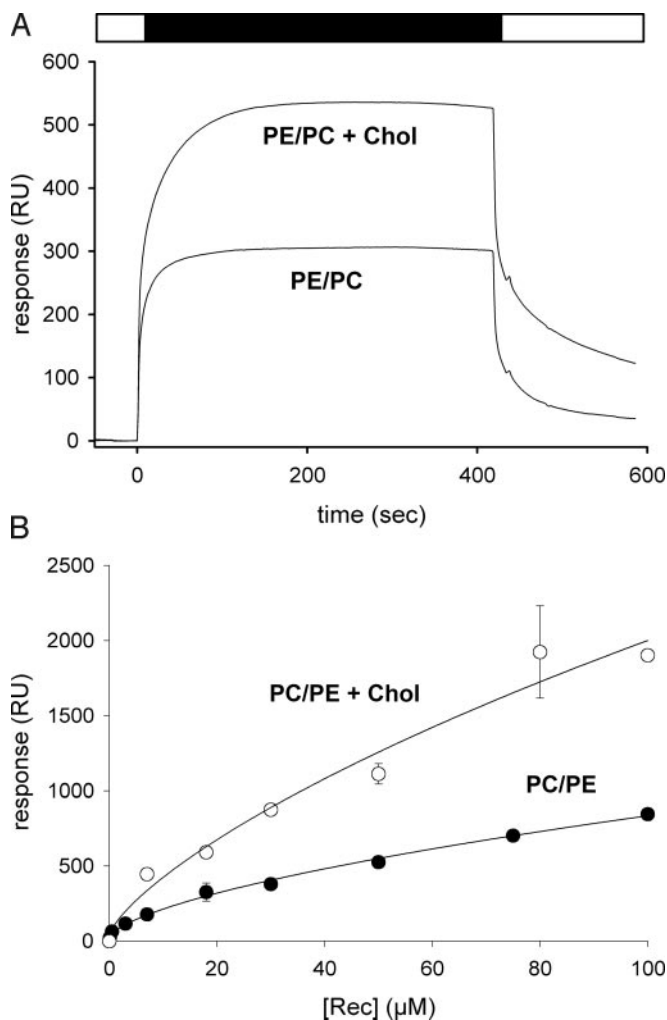 A
600
500
400
300
200
100
0
response (RU)
PE/PC + Chol
PE/PC
0 200 400 600
time (sec)
B
2500
2000
1500
1000
500
0
response (RU)
PC/PE + Chol
PC/PE
0 20 40 60 80 100
[Rec] (µM)